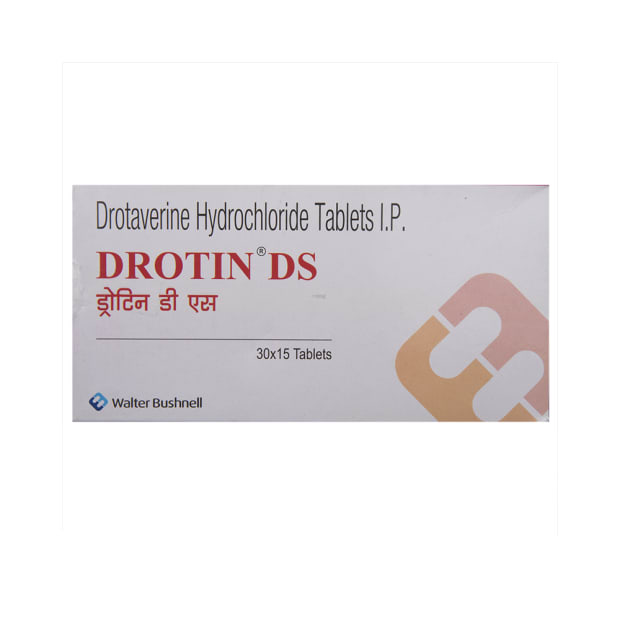 Drotaverine Hydrochloride Tablets I.P.
DROTIN® DS
ड्रोटिन डी एस
30x15 Tablets
Walter Bushnell